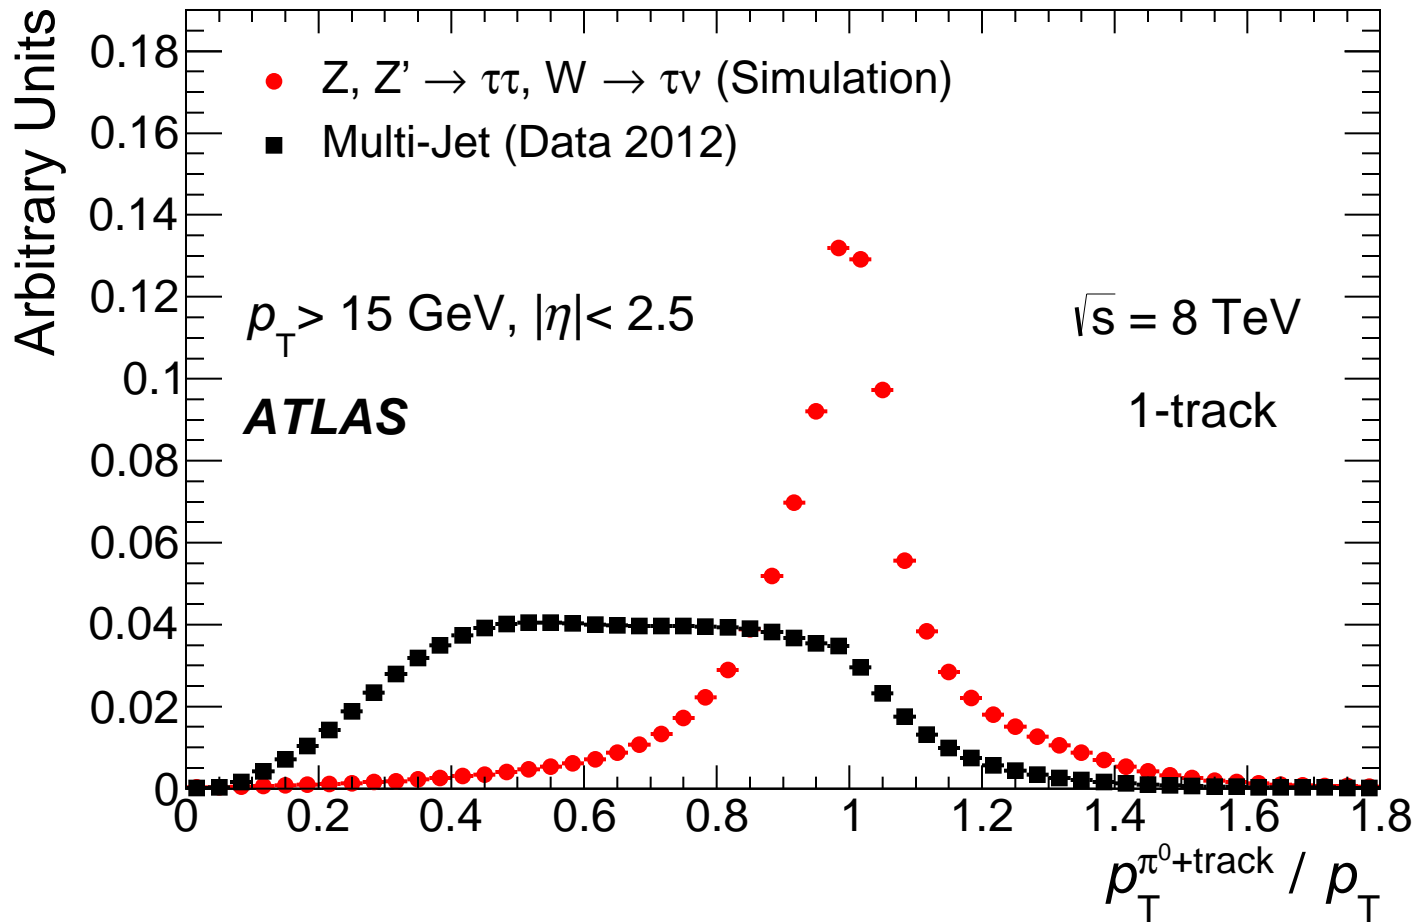 Arbitrary Units
0.18
0.16
0.14
0.12
0.1
0.08
0.06
0.04
0.02
0
Z, Z' → ττ, W → τν (Simulation)
Multi-Jet (Data 2012)
p_T> 15 GeV, |η|< 2.5
√s = 8 TeV
ATLAS
1-track
0 0.2 0.4 0.6 0.8 1 1.2 1.4 1.6 1.8
p_T^{π⁰+track} / p_T